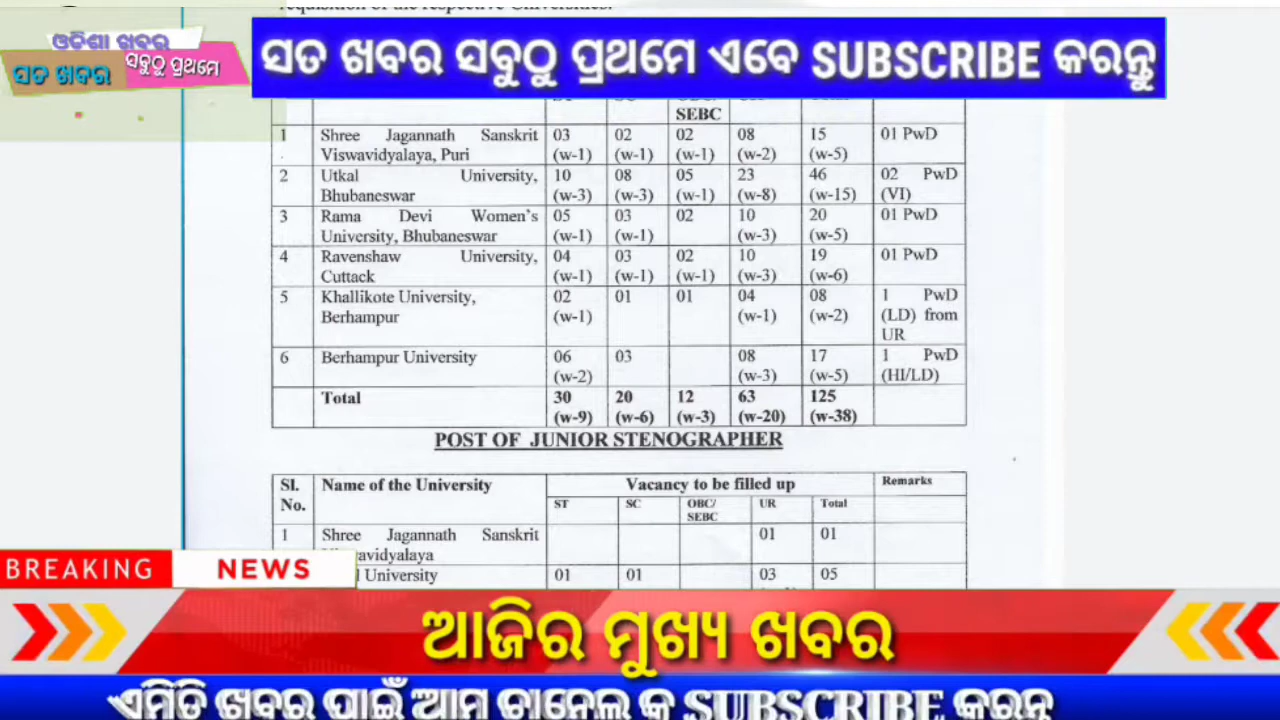 requisition of the respective Universities.
ଓଡିଶା ଖବର
ସତ ଖବର ସବୁଠୁ ପ୍ରଥମେ
ସତ ଖବର ସବୁଠୁ ପ୍ରଥମେ ଏବେ SUBSCRIBE କରନ୍ତୁ
SEBC
1 Shree Jagannath Sanskrit 03 02 02 08 15 01 PwD
Viswavidyalaya, Puri (w-1) (w-1) (w-1) (w-2) (w-5)
2 Utkal University, 10 08 05 23 46 02 PwD
Bhubaneswar (w-3) (w-3) (w-1) (w-8) (w-15) (VI)
3 Rama Devi Women's 05 03 02 10 20 01 PwD
University, Bhubaneswar (w-1) (w-1) (w-3) (w-5)
4 Ravenshaw University, 04 03 02 10 19 01 PwD
Cuttack (w-1) (w-1) (w-1) (w-3) (w-6)
5 Khallikote University, 02 01 01 04 08 1 PwD
Berhampur (w-1) (w-1) (w-2) (LD) from
UR
6 Berhampur University 06 03 08 17 1 PwD
(w-2) (w-3) (w-5) (HI/LD)
Total 30 20 12 63 125
(w-9) (w-6) (w-3) (w-20) (w-38)
POST OF JUNIOR STENOGRAPHER
Sl. Name of the University Vacancy to be filled up Remarks
No. ST SC OBC/ UR Total
SEBC
1 Shree Jagannath Sanskrit 01 01
University 01 01 03 05
BREAKING NEWS
ଆଜିର ମୁଖ୍ୟ ଖବର
ଏମିତି ଖବର ପାଇଁ ଆମ ଚାନେଲ କୁ SUBSCRIBE କରନ୍ତୁ